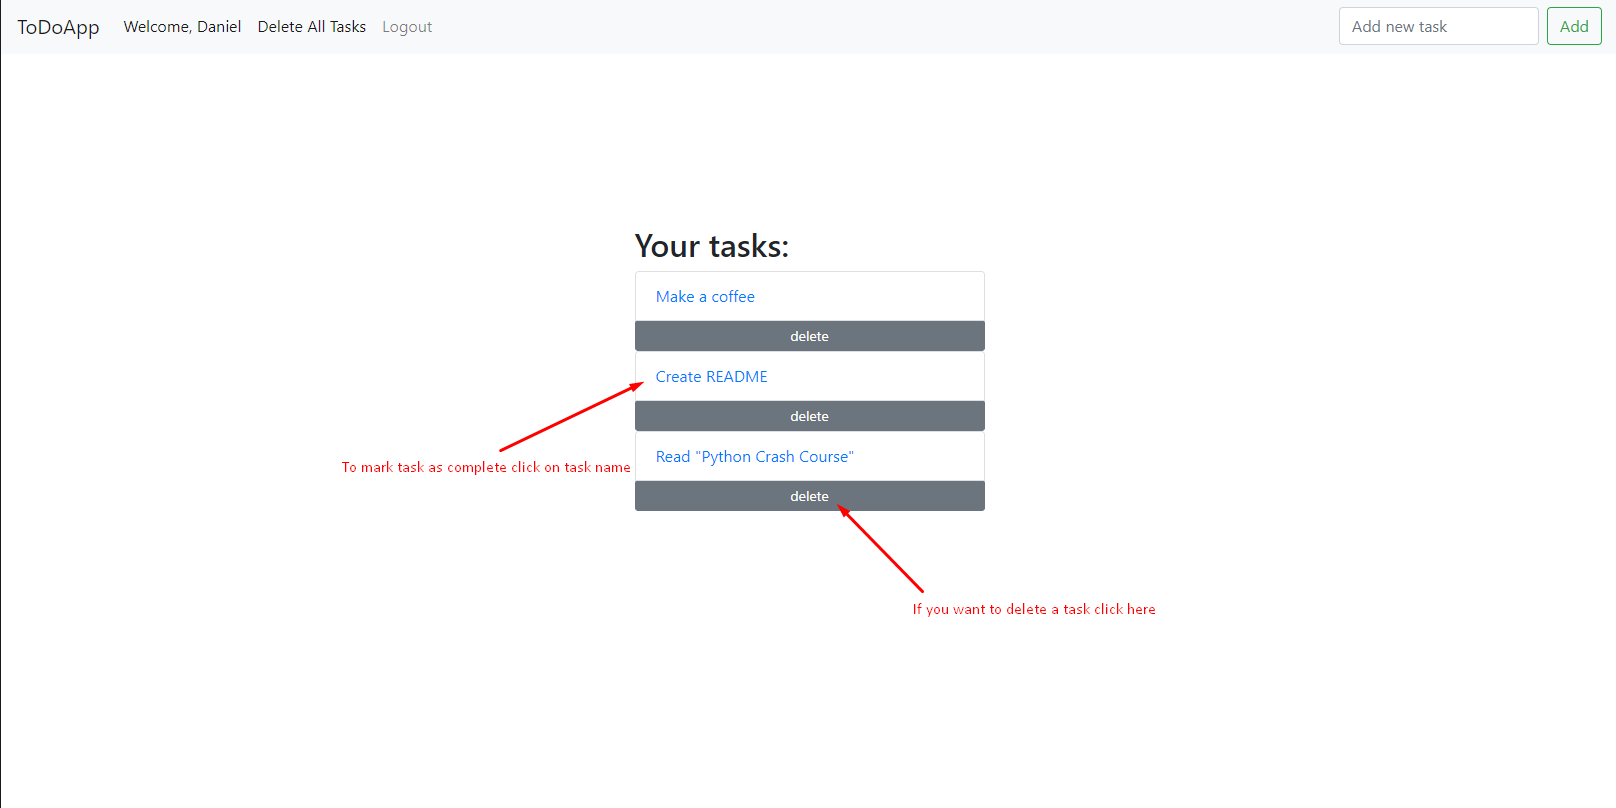 ToDoApp Welcome, Daniel Delete All Tasks Logout Add new task Add
Your tasks:
Make a coffee
delete
Create README
delete
To mark task as complete click on task name
Read "Python Crash Course"
delete
If you want to delete a task click here